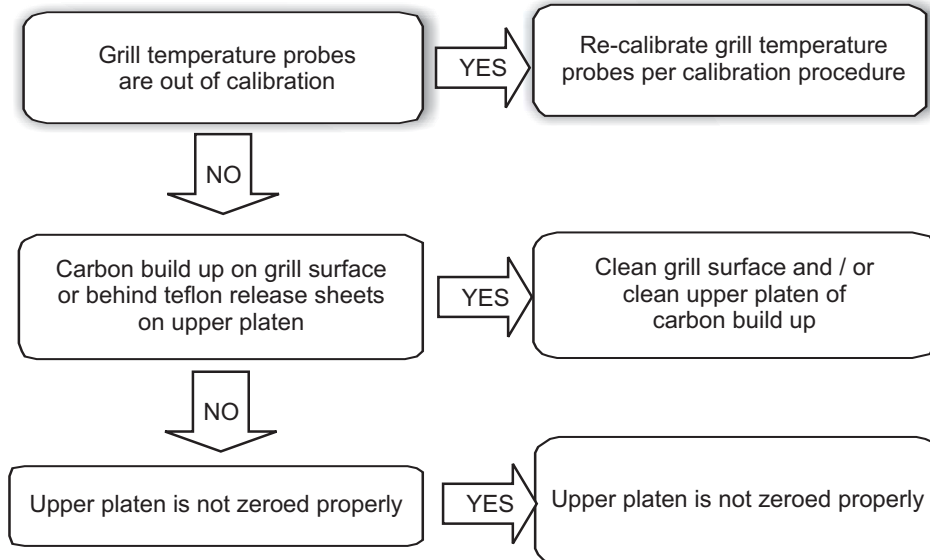 Grill temperature probes
are out of calibration
YES
Re-calibrate grill temperature
probes per calibration procedure
NO
Carbon build up on grill surface
or behind teflon release sheets
on upper platen
YES
Clean grill surface and / or
clean upper platen of
carbon build up
NO
Upper platen is not zeroed properly
YES
Upper platen is not zeroed properly